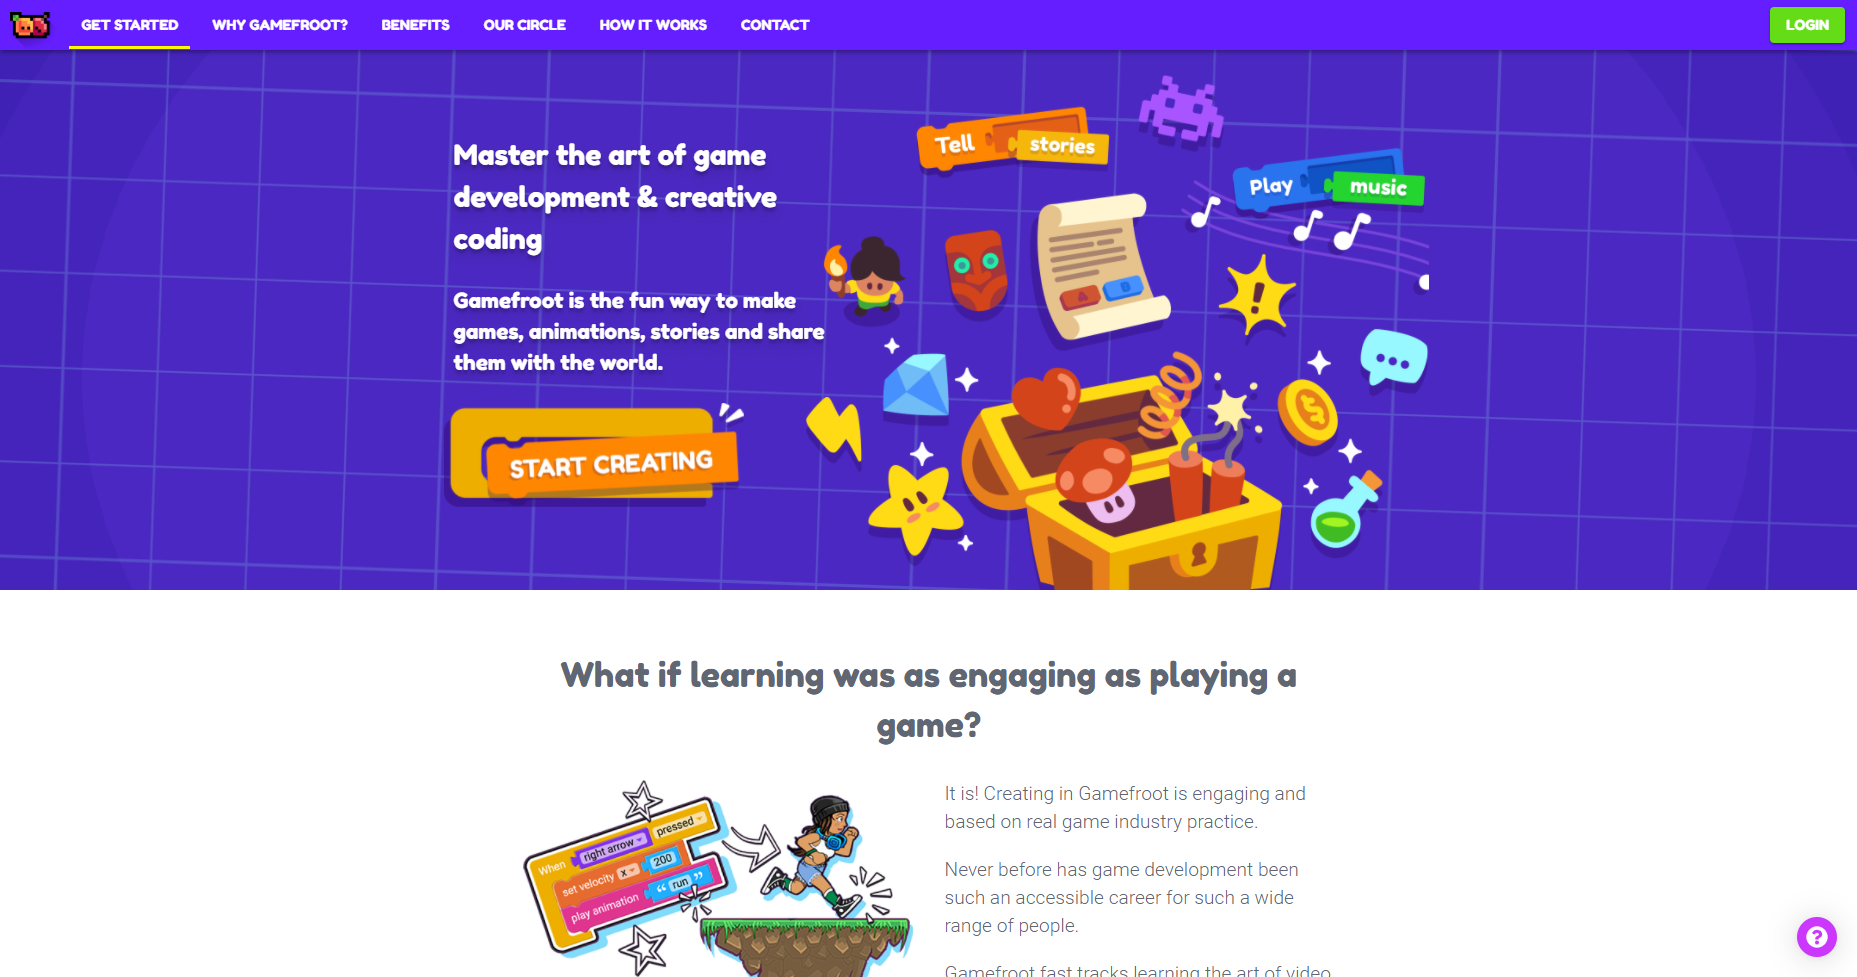 GET STARTED WHY GAMEFROOT? BENEFITS OUR CIRCLE HOW IT WORKS CONTACT LOGIN
Master the art of game
development & creative
coding
Gamefroot is the fun way to make
games, animations, stories and share
them with the world.
START CREATING
Tell stories
Play music
A B
What if learning was as engaging as playing a
game?
When right arrow pressed
set velocity x 200
play animation “ run ”
It is! Creating in Gamefroot is engaging and
based on real game industry practice.
Never before has game development been
such an accessible career for such a wide
range of people.
Gamefroot fast tracks learning the art of video